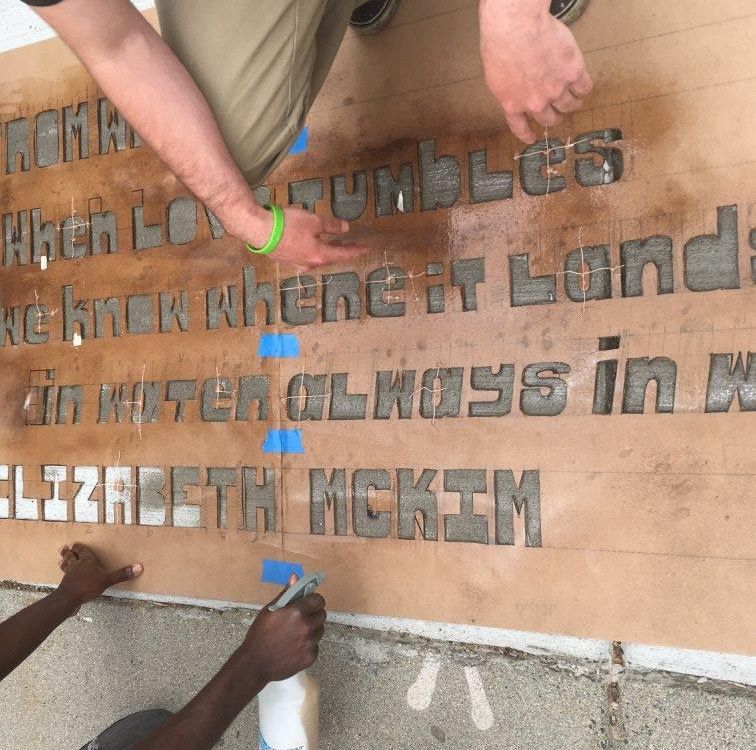 FROM
When Love Tumbles
we know where iT Lands
in waTer aLways in
ELIZABETH MCKIM